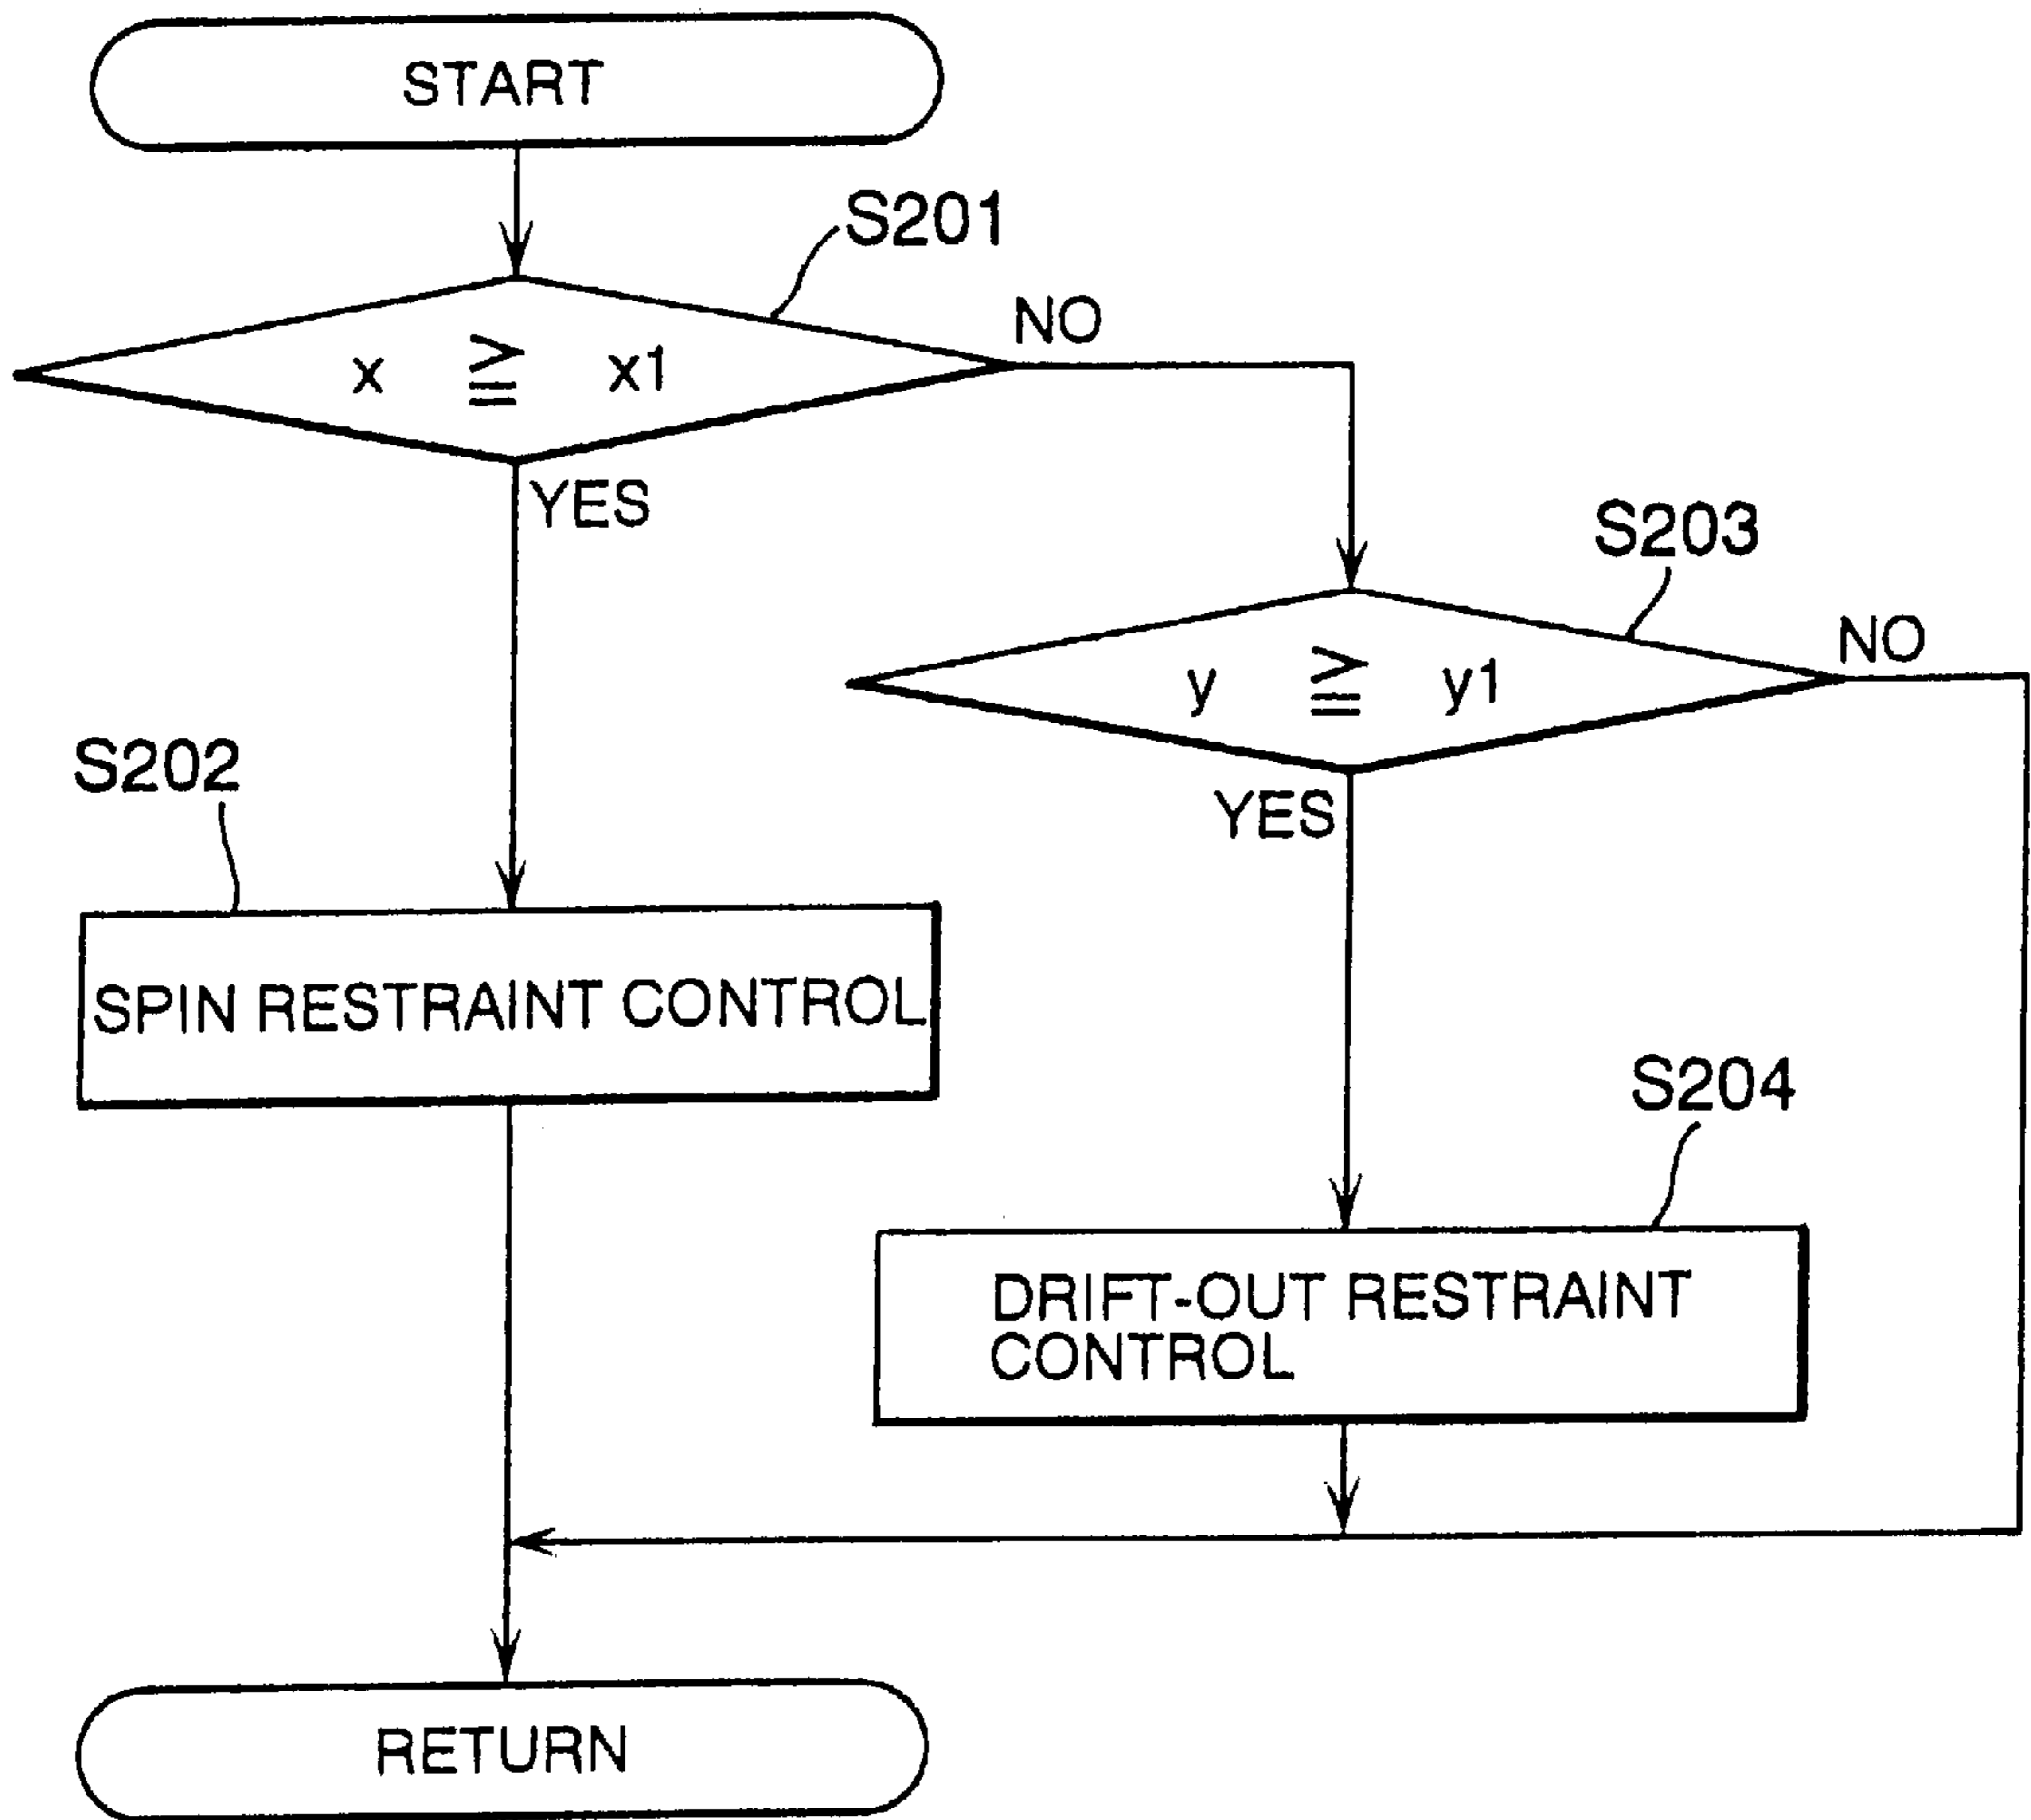 START
S201
NO
x ≧ x1
YES
S203
NO
y ≧ y1
S202
YES
SPIN RESTRAINT CONTROL
S204
DRIFT-OUT RESTRAINT
CONTROL
RETURN